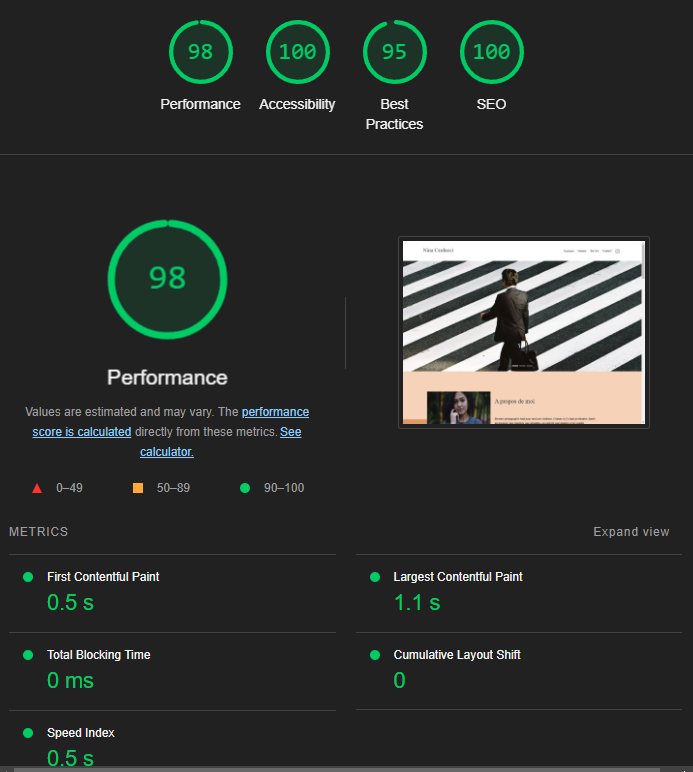 98
100
95
100
Performance
Accessibility
Best
Practices
SEO
98
Performance
Values are estimated and may vary. The performance
score is calculated directly from these metrics. See
calculator.
0–49
50–89
90–100
Nina Carducci
A propos de moi
METRICS
Expand view
First Contentful Paint
0.5 s
Largest Contentful Paint
1.1 s
Total Blocking Time
0 ms
Cumulative Layout Shift
0
Speed Index
0.5 s